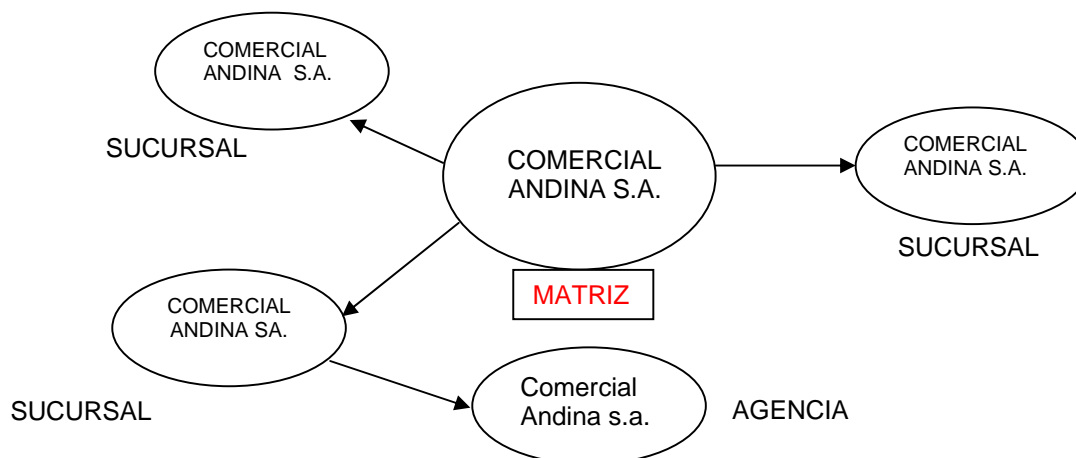 COMERCIAL
ANDINA S.A.
SUCURSAL
COMERCIAL
ANDINA S.A.
MATRIZ
COMERCIAL
ANDINA S.A.
SUCURSAL
COMERCIAL
ANDINA SA.
SUCURSAL
Comercial
Andina s.a.
AGENCIA